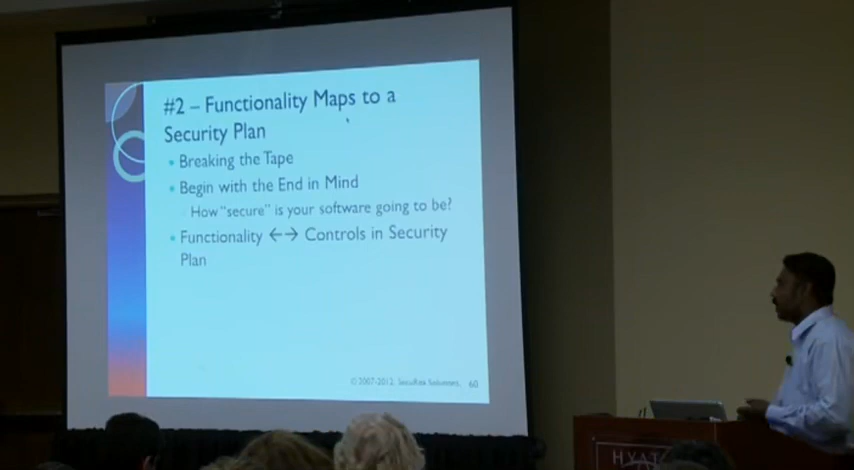 #2 – Functionality Maps to a
Security Plan
• Breaking the Tape
• Begin with the End in Mind
How "secure" is your software going to be?
• Functionality ←→ Controls in Security
Plan
© 2007-2012, SecuRisk Solutions, 60
HYAT